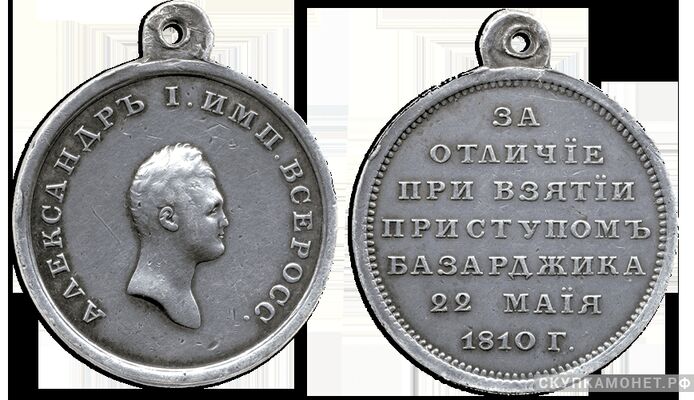 АЛЕКСАНДРЪ I. ИМП. ВСЕРОСС.
ЗА
ОТЛИЧІЕ
ПРИ ВЗЯТІИ
ПРИСТУПОМЪ
БАЗАРДЖИКА
22 МАІЯ
1810 Г.
СКУПКАМОНЕТ.РФ